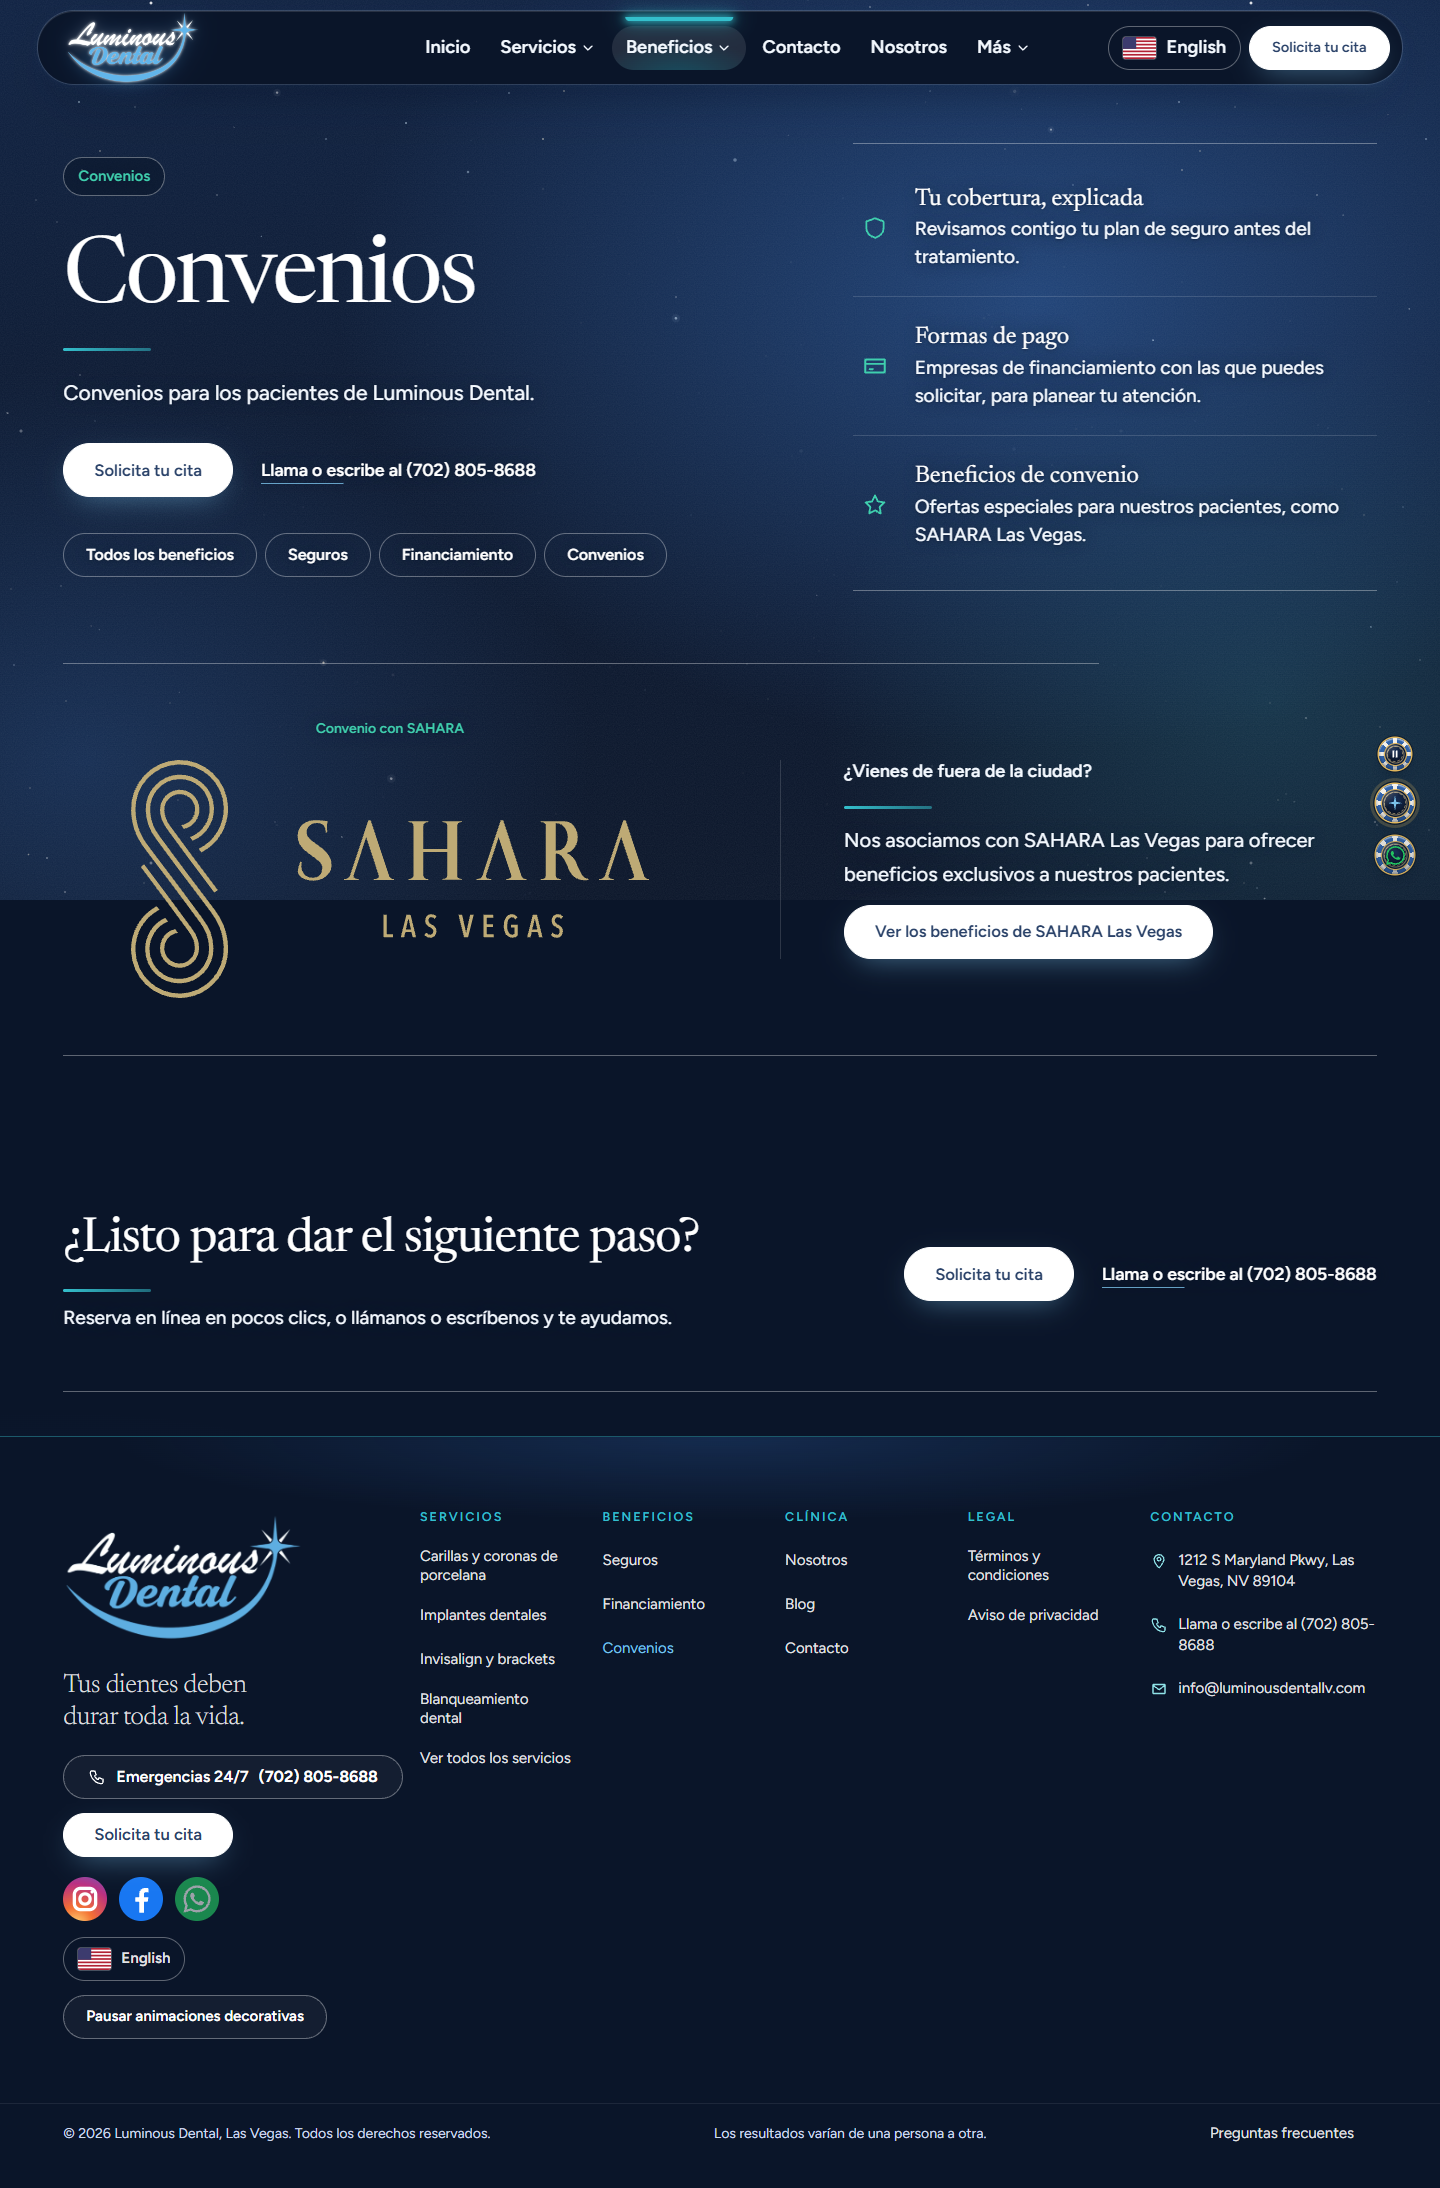 Luminous
Dental
Inicio
Servicios
Beneficios
Contacto
Nosotros
Más
English
Solicita tu cita
Convenios
Convenios
Convenios para los pacientes de Luminous Dental.
Solicita tu cita
Llama o escribe al (702) 805-8688
Todos los beneficios
Seguros
Financiamiento
Convenios
Tu cobertura, explicada
Revisamos contigo tu plan de seguro antes del
tratamiento.
Formas de pago
Empresas de financiamiento con las que puedes
solicitar, para planear tu atención.
Beneficios de convenio
Ofertas especiales para nuestros pacientes, como
SAHARA Las Vegas.
Convenio con SAHARA
SAHARA
LAS VEGAS
¿Vienes de fuera de la ciudad?
Nos asociamos con SAHARA Las Vegas para ofrecer
beneficios exclusivos a nuestros pacientes.
Ver los beneficios de SAHARA Las Vegas
¿Listo para dar el siguiente paso?
Reserva en línea en pocos clics, o llámanos o escríbenos y te ayudamos.
Solicita tu cita
Llama o escribe al (702) 805-8688
Luminous
Dental
Tus dientes deben
durar toda la vida.
Emergencias 24/7 (702) 805-8688
Solicita tu cita
English
Pausar animaciones decorativas
SERVICIOS
Carillas y coronas de
porcelana
Implantes dentales
Invisalign y brackets
Blanqueamiento
dental
Ver todos los servicios
BENEFICIOS
Seguros
Financiamiento
Convenios
CLÍNICA
Nosotros
Blog
Contacto
LEGAL
Términos y
condiciones
Aviso de privacidad
CONTACTO
1212 S Maryland Pkwy, Las
Vegas, NV 89104
Llama o escribe al (702) 805-
8688
info@luminousdentallv.com
© 2026 Luminous Dental, Las Vegas. Todos los derechos reservados.
Los resultados varían de una persona a otra.
Preguntas frecuentes